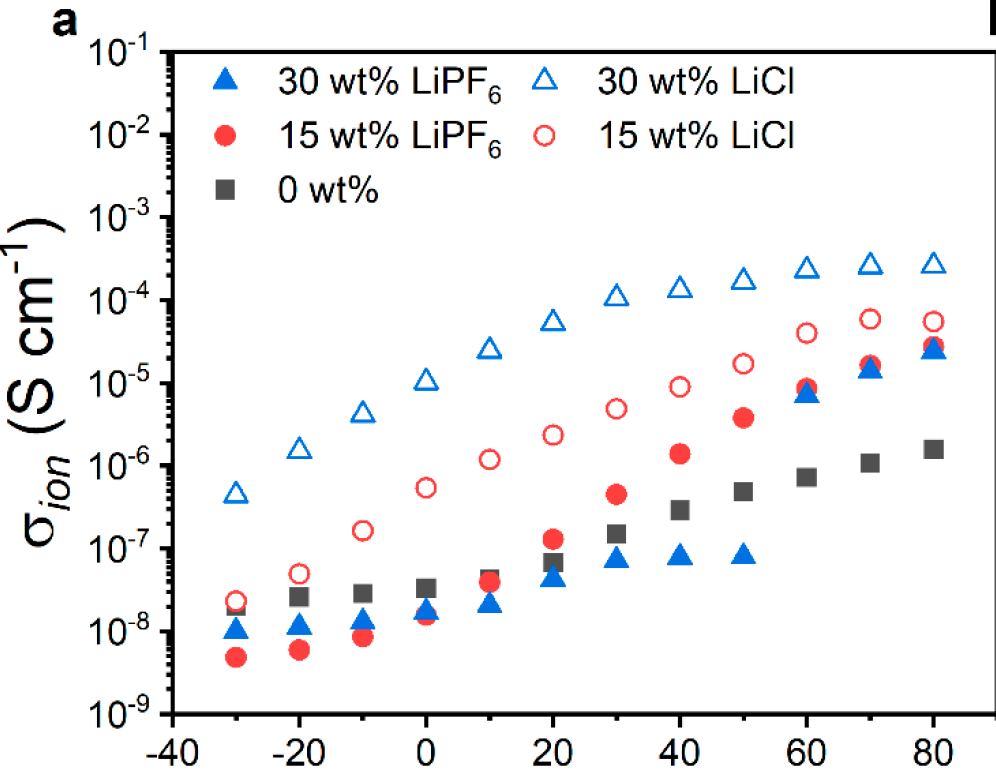 a
10⁻¹
10⁻²
10⁻³
10⁻⁴
10⁻⁵
10⁻⁶
10⁻⁷
10⁻⁸
10⁻⁹
σion (S cm⁻¹)
30 wt% LiPF₆ 30 wt% LiCl
15 wt% LiPF₆ 15 wt% LiCl
0 wt%
-40 -20 0 20 40 60 80